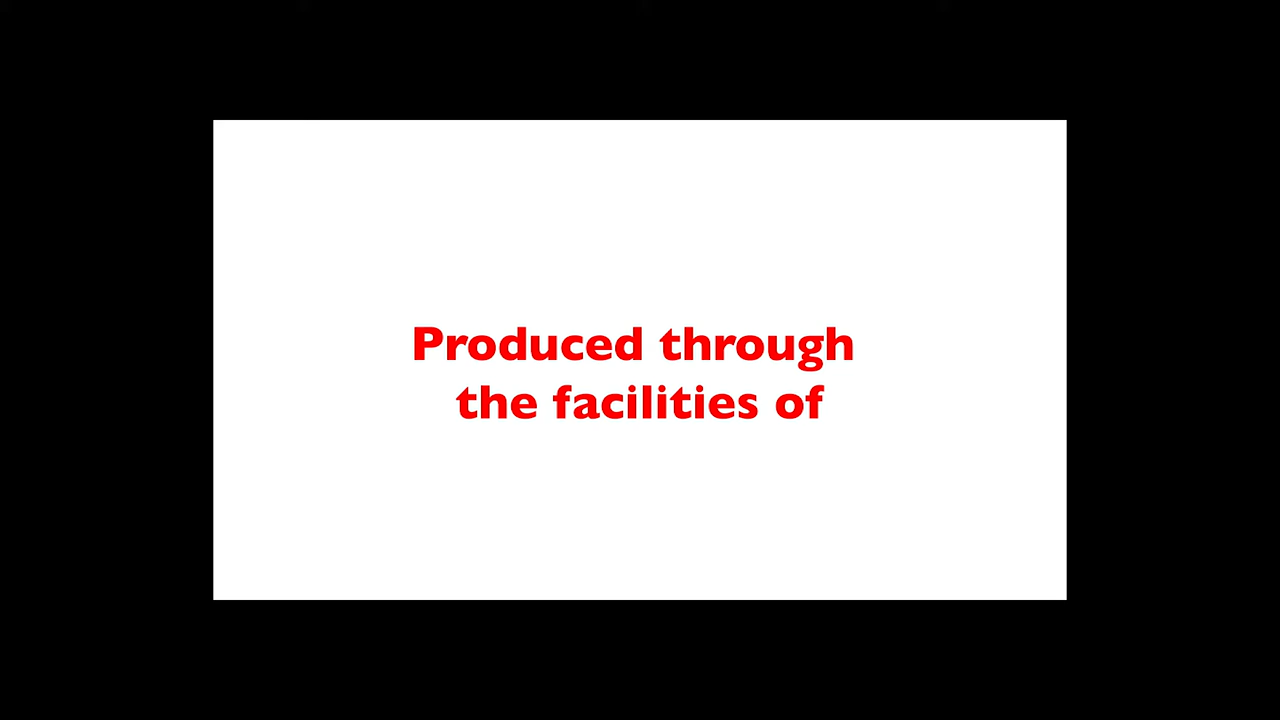 Produced through
the facilities of